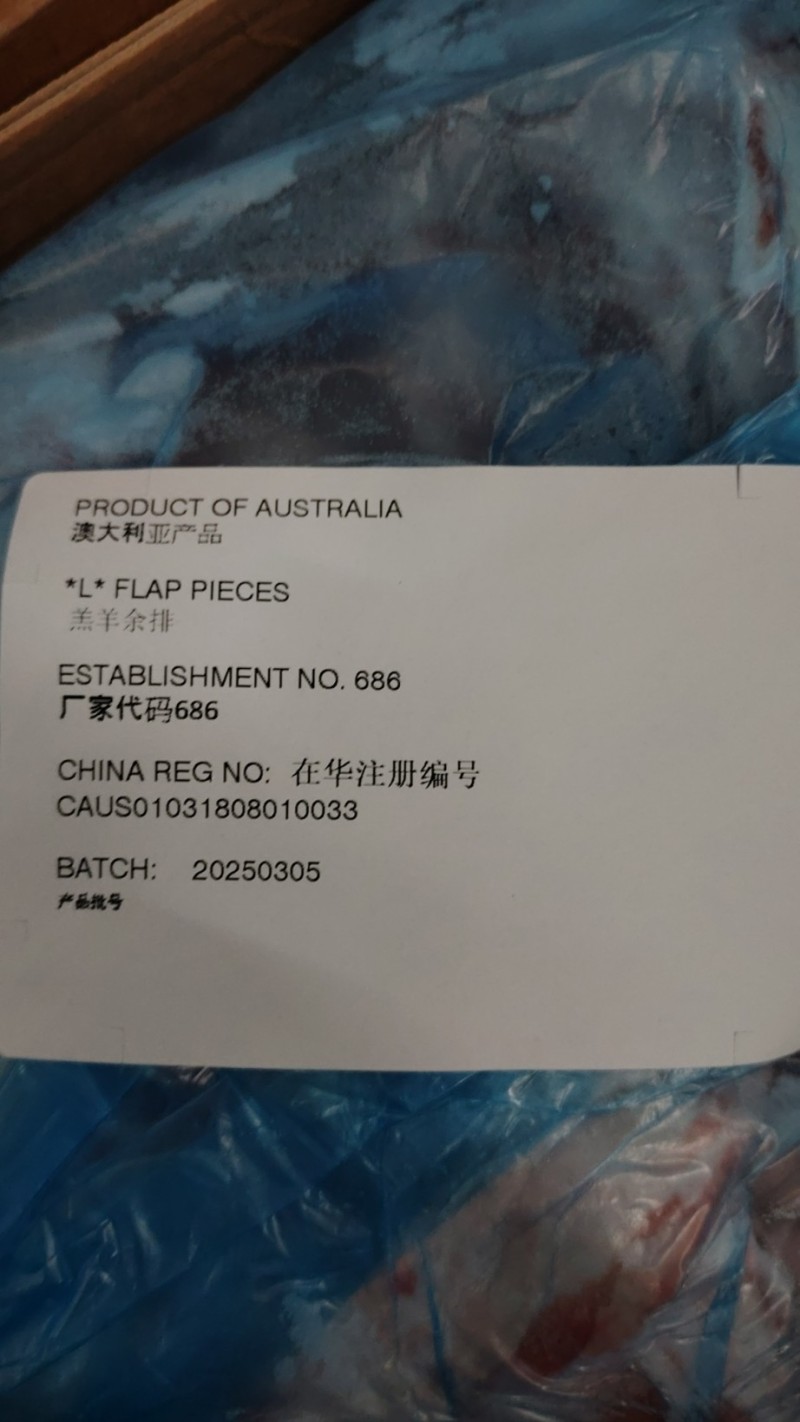 PRODUCT OF AUSTRALIA
澳大利亚产品
*L* FLAP PIECES
羔羊余排
ESTABLISHMENT NO. 686
厂家代码686
CHINA REG NO: 在华注册编号
CAUS01031808010033
BATCH: 20250305
产品批号